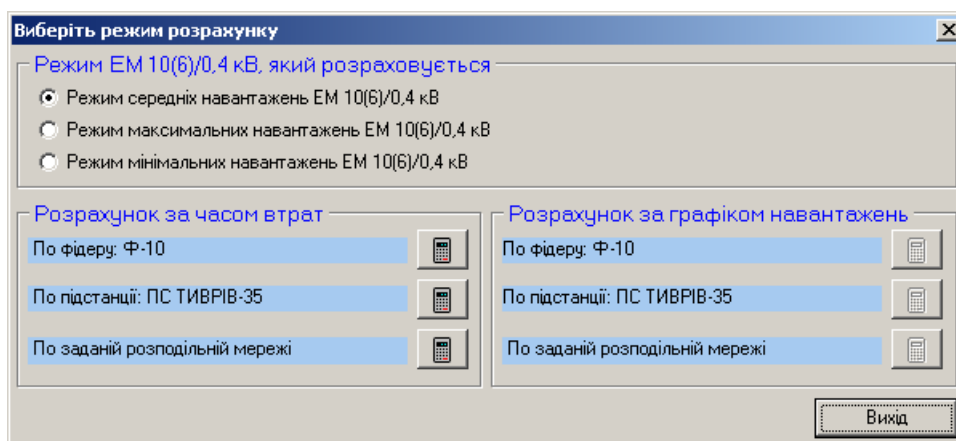 Виберіть режим розрахунку
Режим ЕМ 10(6)/0,4 кВ, який розраховується
Режим середніх навантажень ЕМ 10(6)/0,4 кВ
Режим максимальних навантажень ЕМ 10(6)/0,4 кВ
Режим мінімальних навантажень ЕМ 10(6)/0,4 кВ
Розрахунок за часом втрат
По фідеру: Ф-10
По підстанції: ПС ТИВРІВ-35
По заданій розподільній мережі
Розрахунок за графіком навантажень
По фідеру: Ф-10
По підстанції: ПС ТИВРІВ-35
По заданій розподільній мережі
Вихід